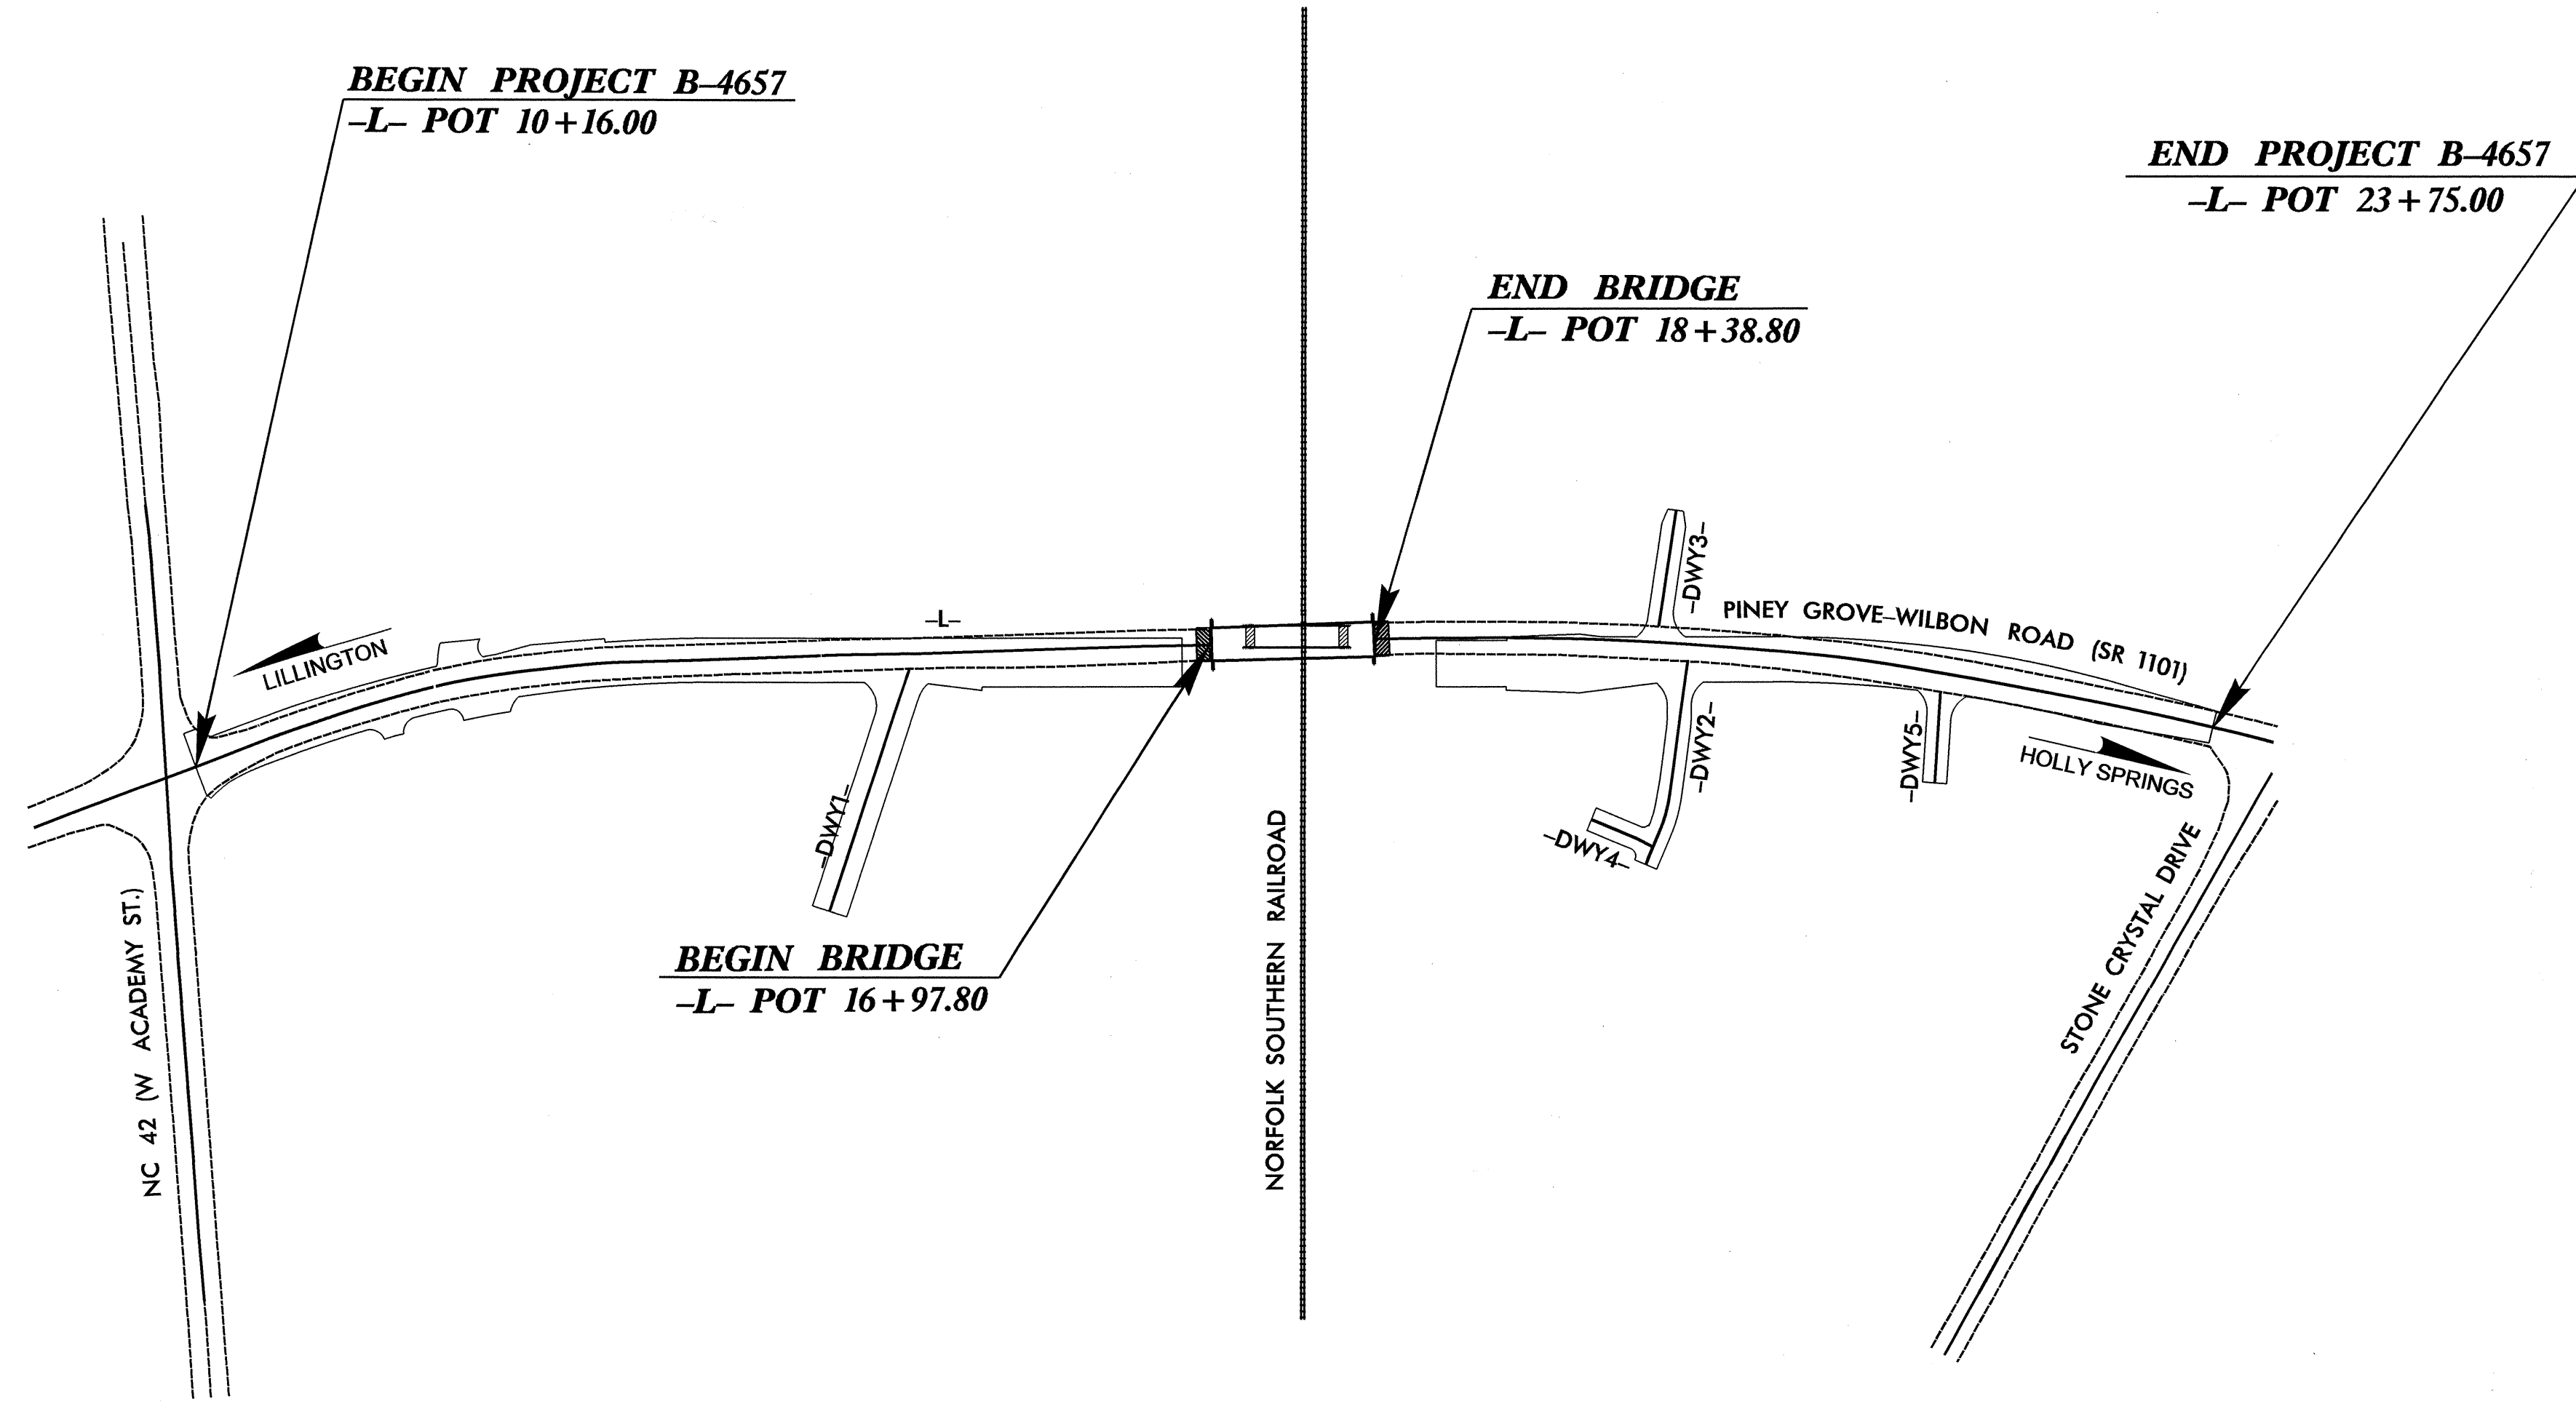 BEGIN PROJECT B–4657
–L– POT 10+16.00
END PROJECT B–4657
–L– POT 23+75.00
END BRIDGE
–L– POT 18+38.80
–DWY3–
PINEY GROVE–WILBON ROAD (SR 1101)
–L–
LILLINGTON
–DWY1–
–DWY2–
–DWY5–
HOLLY SPRINGS
–DWY4–
BEGIN BRIDGE
–L– POT 16+97.80
NC 42 (W ACADEMY ST.)
NORFOLK SOUTHERN RAILROAD
STONE CRYSTAL DRIVE